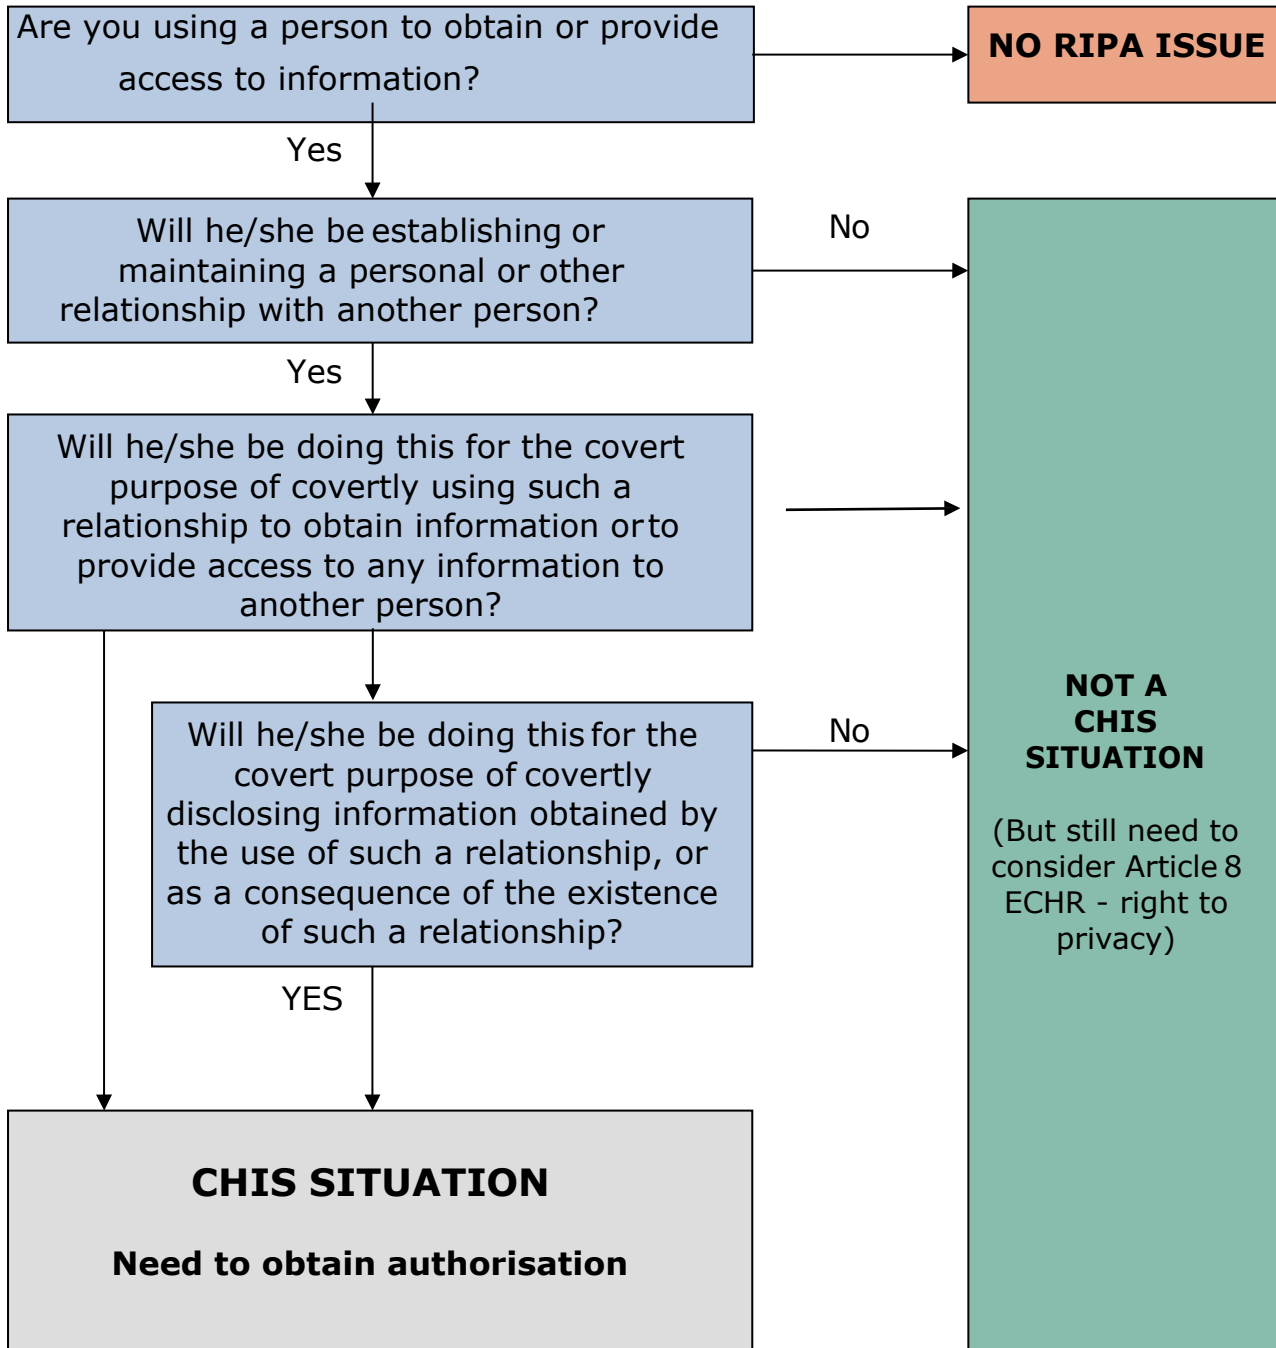 Are you using a person to obtain or provide
access to information?
NO RIPA ISSUE
Yes
Will he/she be establishing or
maintaining a personal or other
relationship with another person?
No
Yes
Will he/she be doing this for the covert
purpose of covertly using such a
relationship to obtain information or to
provide access to any information to
another person?
Will he/she be doing this for the
covert purpose of covertly
disclosing information obtained by
the use of such a relationship, or
as a consequence of the existence
of such a relationship?
No
NOT A
CHIS
SITUATION
(But still need to
consider Article 8
ECHR - right to
privacy)
YES
CHIS SITUATION
Need to obtain authorisation